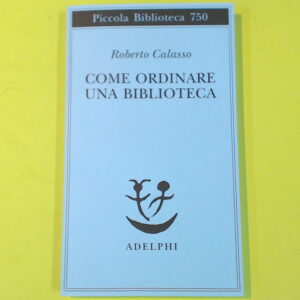 Piccola Biblioteca 750
Roberto Calasso
COME ORDINARE
UNA BIBLIOTECA
ADELPHI